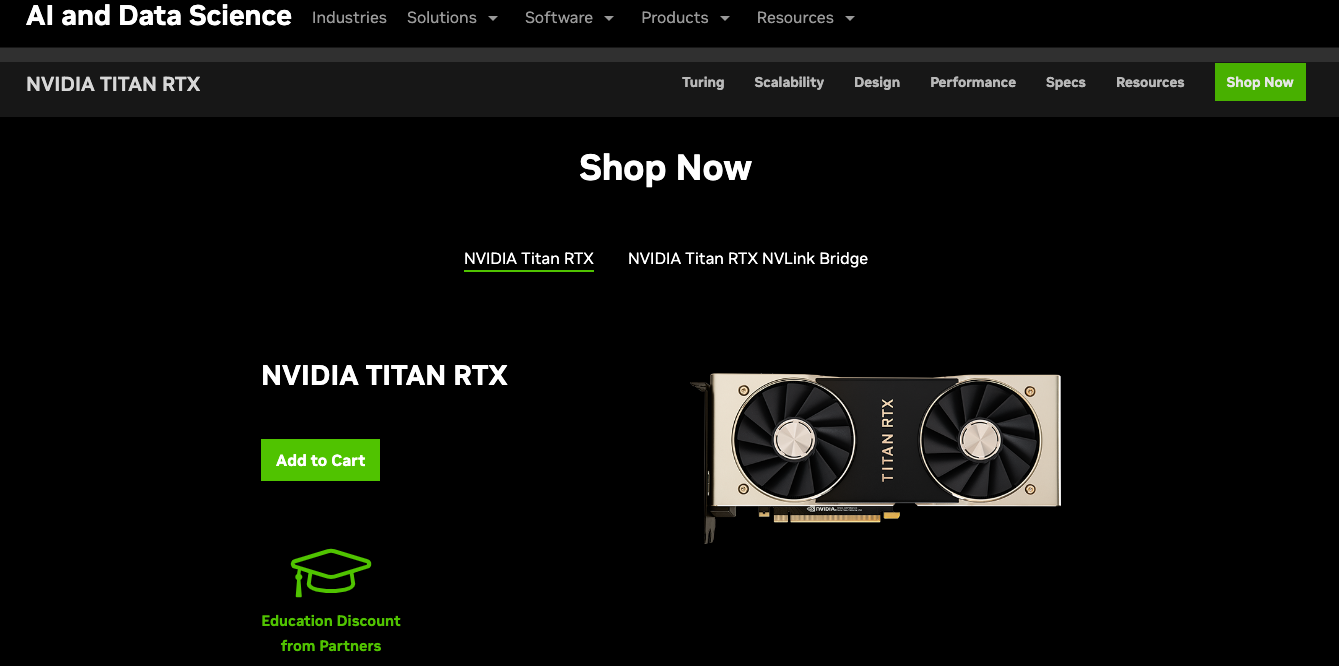 AI and Data Science Industries Solutions Software Products Resources
NVIDIA TITAN RTX Turing Scalability Design Performance Specs Resources Shop Now
Shop Now
NVIDIA Titan RTX NVIDIA Titan RTX NVLink Bridge
NVIDIA TITAN RTX
Add to Cart
TITAN RTX
NVIDIA
Education Discount
from Partners